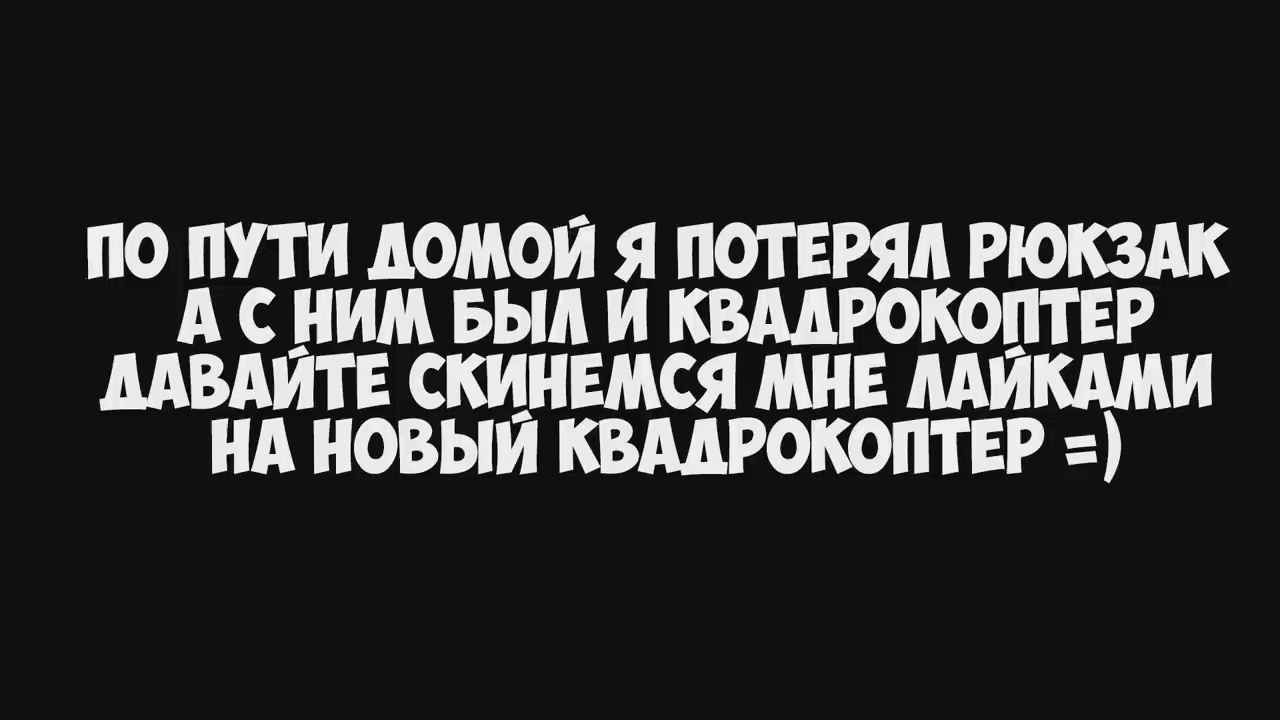 ПО ПУТИ ДОМОЙ Я ПОТЕРЯЛ РЮКЗАК
А С НИМ БЫЛ И КВАДРОКОПТЕР
ДАВАЙТЕ СКИНЕМСЯ МНЕ ЛАЙКАМИ
НА НОВЫЙ КВАДРОКОПТЕР =)